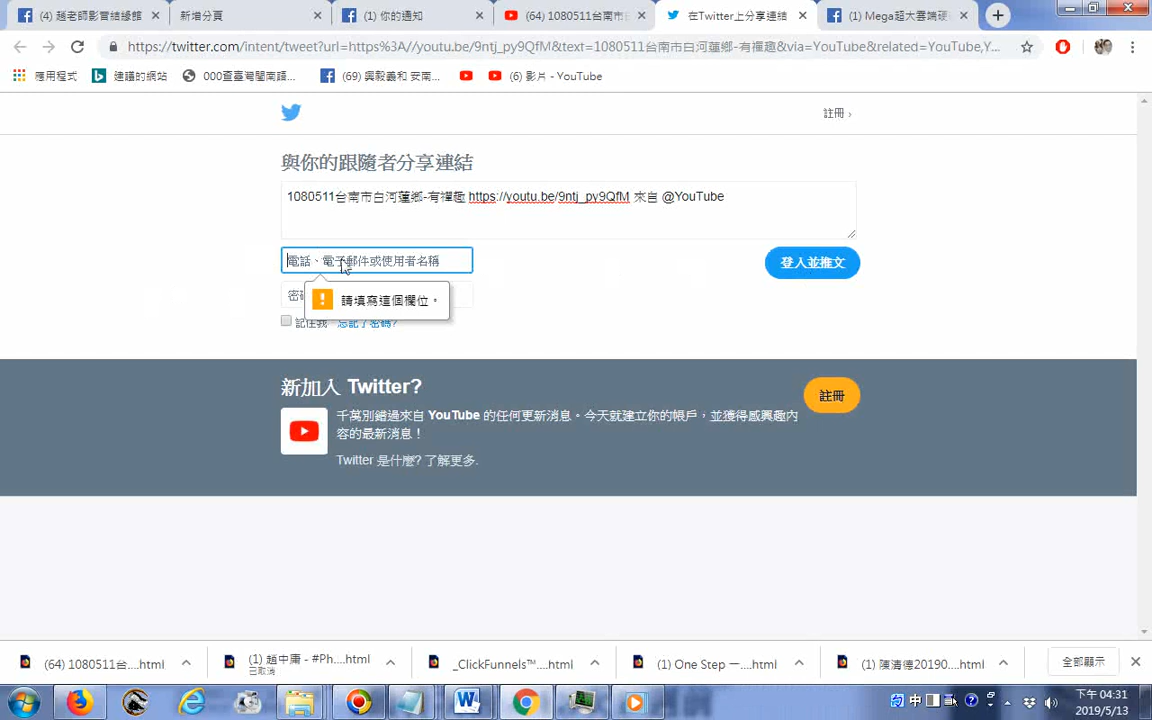 (4) 趙老師影音結緣館
新增分頁
(1) 你的通知
(64) 1080511台南市
在Twitter上分享連結
(1) Mega超大雲端硬
https://twitter.com/intent/tweet?url=https%3A//youtu.be/9ntj_py9QfM&text=1080511台南市白河蓮鄉-有禮趣&via=YouTube&related=YouTube,Y...
應用程式
建議的網站
000查臺灣閩南語...
(69) 興毅義和 安南...
(6) 影片 - YouTube
註冊 ›
與你的跟隨者分享連結
1080511台南市白河蓮鄉-有禮趣 https://youtu.be/9ntj_py9QfM 來自 @YouTube
電話、電子郵件或使用者名稱
登入並推文
密
請填寫這個欄位。
記住我 · 忘記了密碼?
新加入 Twitter?
註冊
千萬別錯過來自 YouTube 的任何更新消息。今天就建立你的帳戶，並獲得感興趣內
容的最新消息！
Twitter 是什麼? 了解更多.
(64) 1080511台....html
(1) 趙中庸 - #Ph....html
已取消
_ClickFunnels™....html
(1) One Step 一....html
(1) 陳清德20190....html
全部顯示
中
下午 04:31
2019/5/13